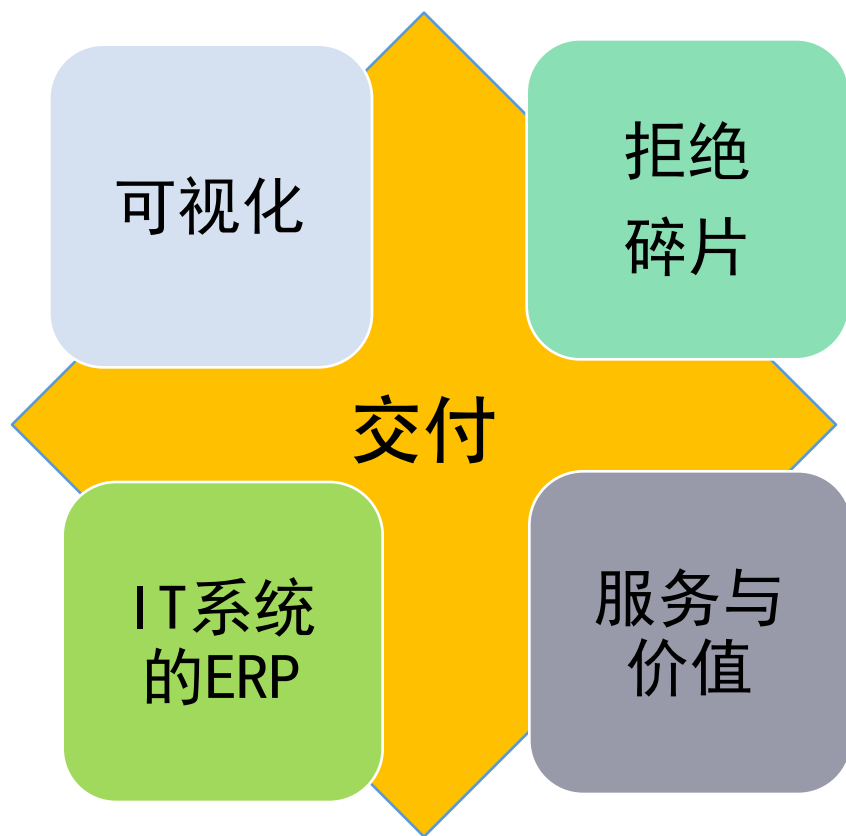 可视化
拒绝
碎片
交付
IT系统
的ERP
服务与
价值